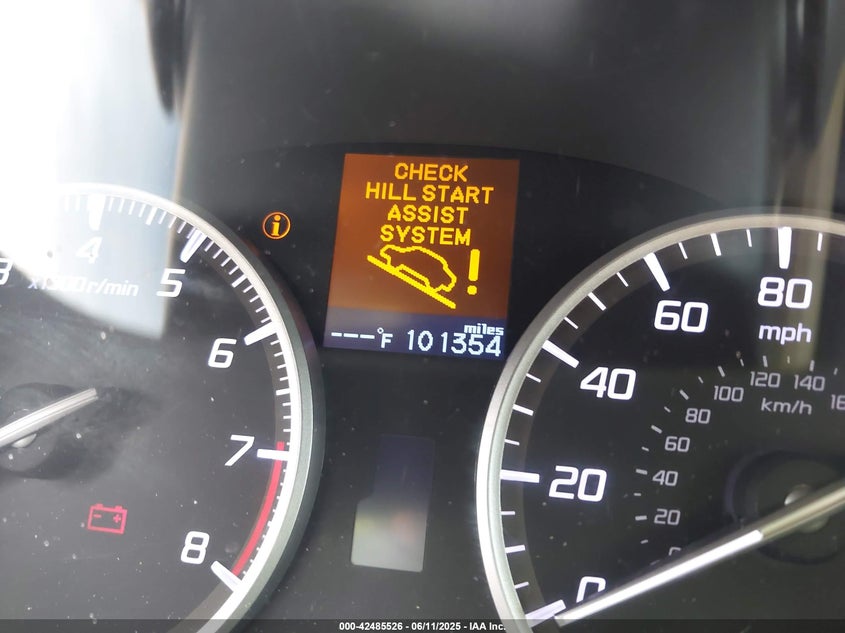 CHECK
HILL START
ASSIST
SYSTEM
!
i
---°F 101354 miles
3 4 5 6 7 8
x1000r/min
0 20 40 60 80
mph
20 40 60 80 100 120 140
km/h
000-42485526 - 06/11/2025 - IAA Inc.